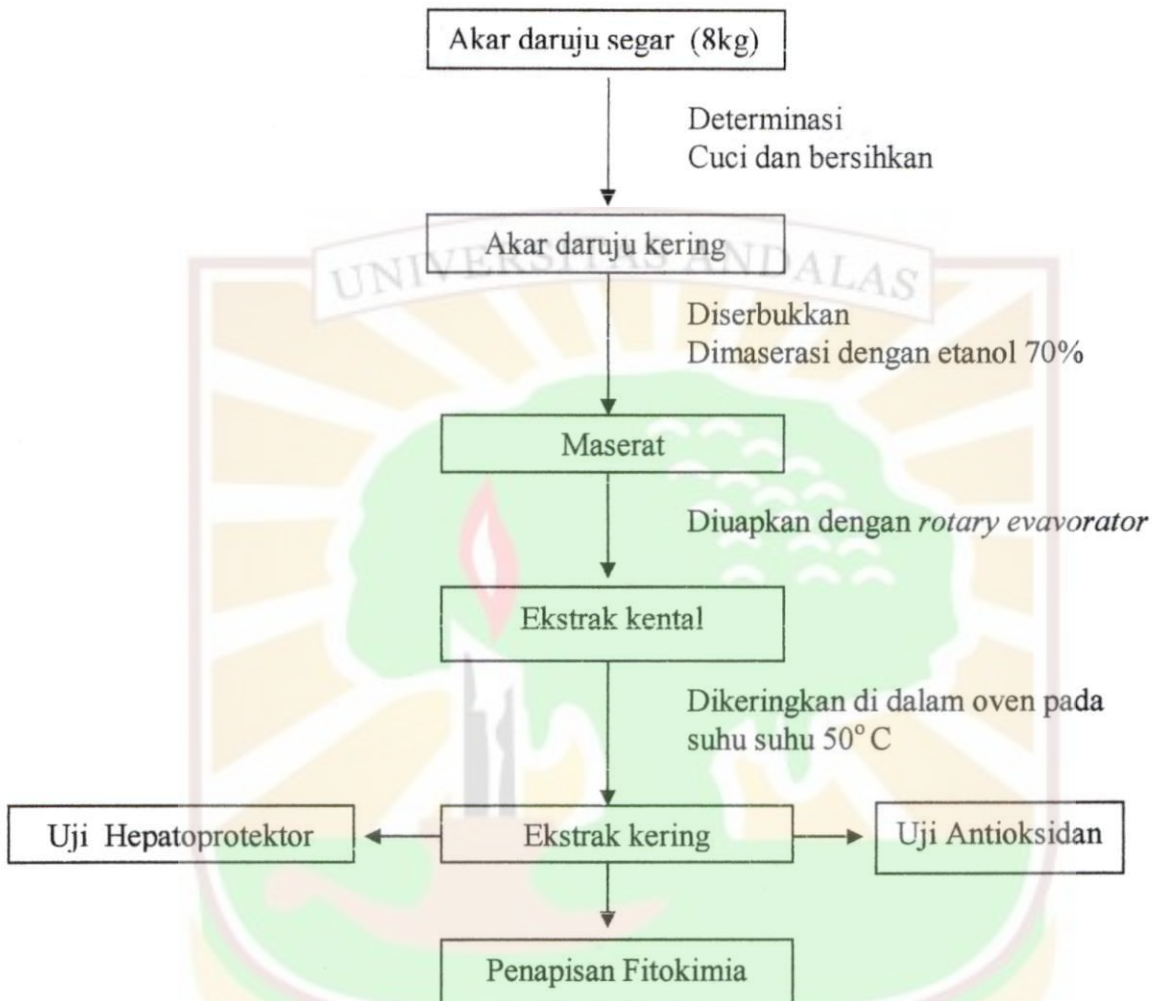 Akar daruju segar (8kg)
Determinasi
Cuci dan bersihkan
UNIVERSITAS ANDALAS
Akar daruju kering
Diserbukkan
Dimaserasi dengan etanol 70%
Maserat
Diuapkan dengan rotary evavorator
Ekstrak kental
Dikeringkan di dalam oven pada
suhu suhu 50° C
Uji Hepatoprotektor
Ekstrak kering
Uji Antioksidan
Penapisan Fitokimia